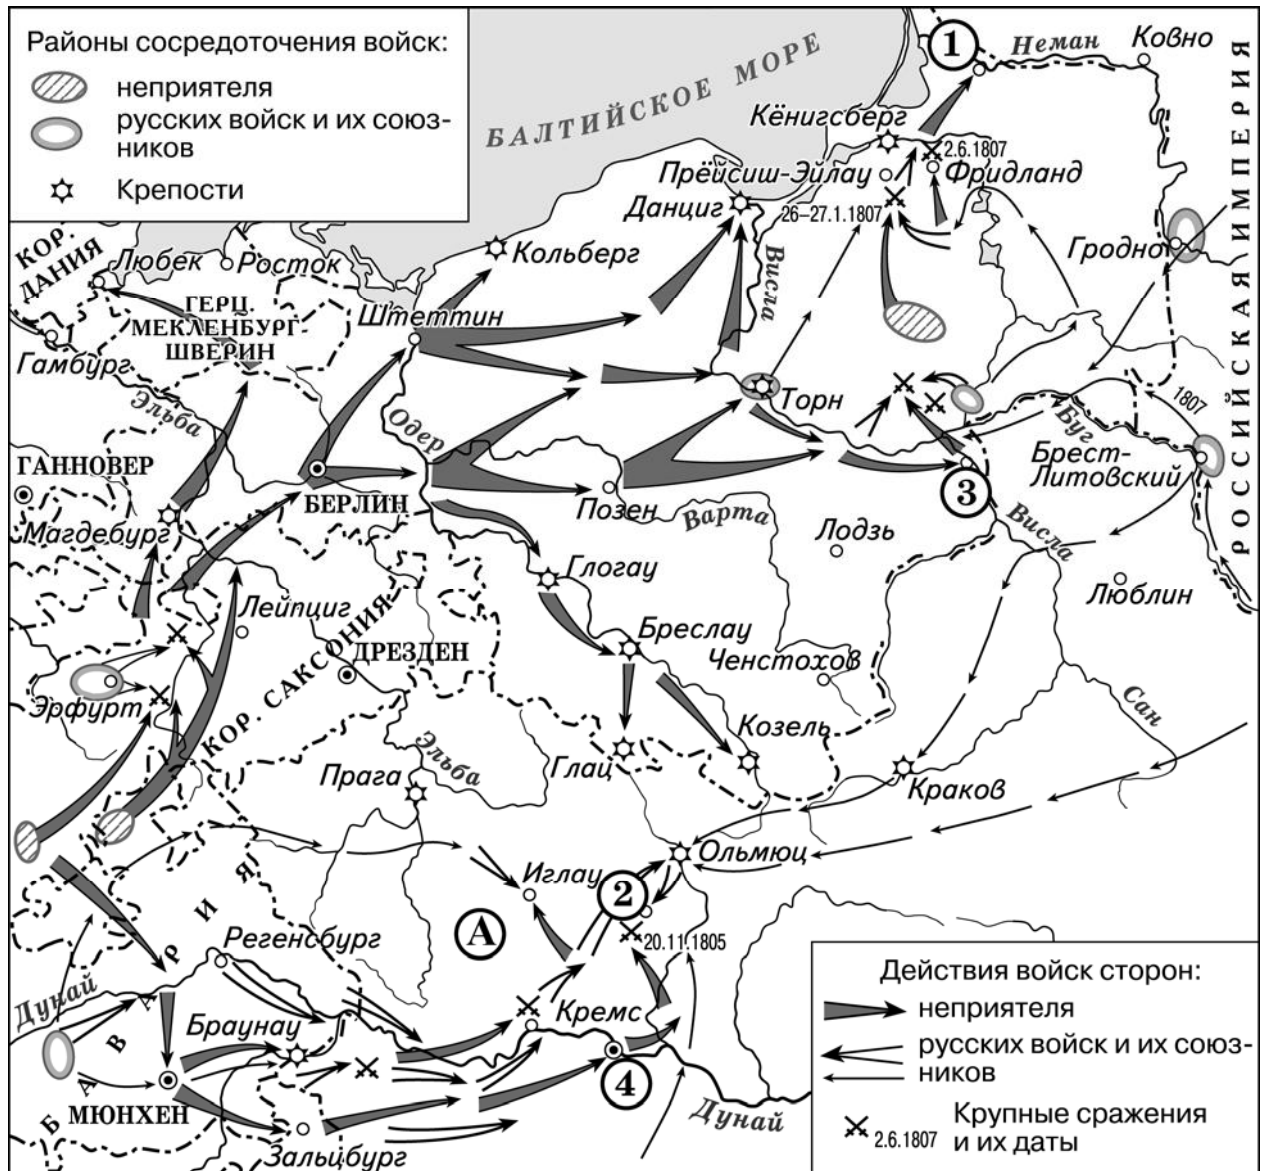 Районы сосредоточения войск:
неприятеля
русских войск и их союз-
ников
Крепости
БАЛТИЙСКОЕ МОРЕ
1
Неман
Ковно
РОССИЙСКАЯ ИМПЕРИЯ
Кёнигсберг
2.6.1807
Прёйсиш-Эйлау
Фридланд
26–27.1.1807
Данциг
Висла
Гродно
КОР.
ДАНИЯ
Любек
Росток
Кольберг
ГЕРЦ.
МЕКЛЕНБУРГ-
ШВЕРИН
Штеттин
Гамбург
Эльба
Одер
Торн
1807
Буг
Брест-
Литовский
ГАННОВЕР
БЕРЛИН
3
Магдебург
Позен
Варта
Лодзь
Висла
Люблин
Глогау
Лейпциг
КОР. САКСОНИЯ
ДРЕЗДЕН
Бреслау
Ченстохов
Сан
Эрфурт
Козель
Глац
Эльба
Прага
Краков
Ольмюц
Иглау
2
А
20.11.1805
БАВАРИЯ
Регенсбург
Дунай
Браунау
Кремс
4
МЮНХЕН
Зальцбург
Дунай
Действия войск сторон:
неприятеля
русских войск и их союз-
ников
Крупные сражения
2.6.1807 и их даты